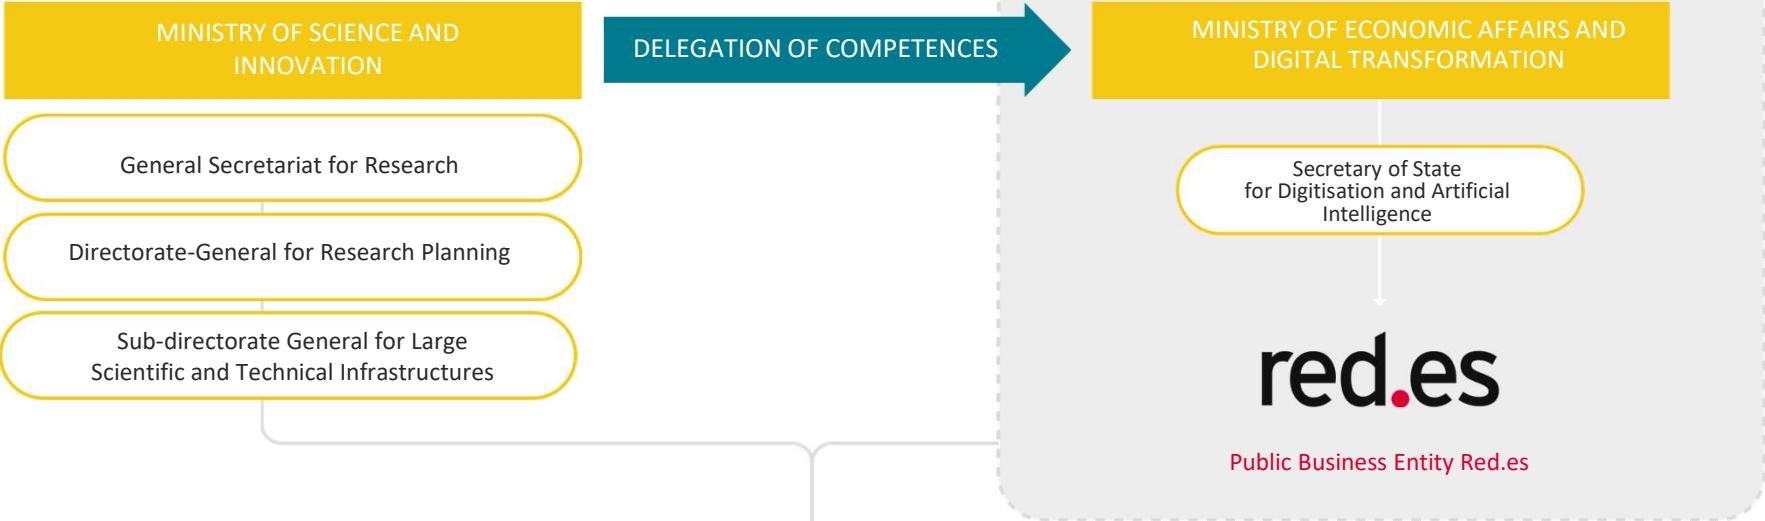 MINISTRY OF SCIENCE AND
INNOVATION
General Secretariat for Research
Directorate-General for Research Planning
Sub-directorate General for Large
Scientific and Technical Infrastructures
DELEGATION OF COMPETENCES
MINISTRY OF ECONOMIC AFFAIRS AND
DIGITAL TRANSFORMATION
Secretary of State
for Digitisation and Artificial
Intelligence
red.es
Public Business Entity Red.es